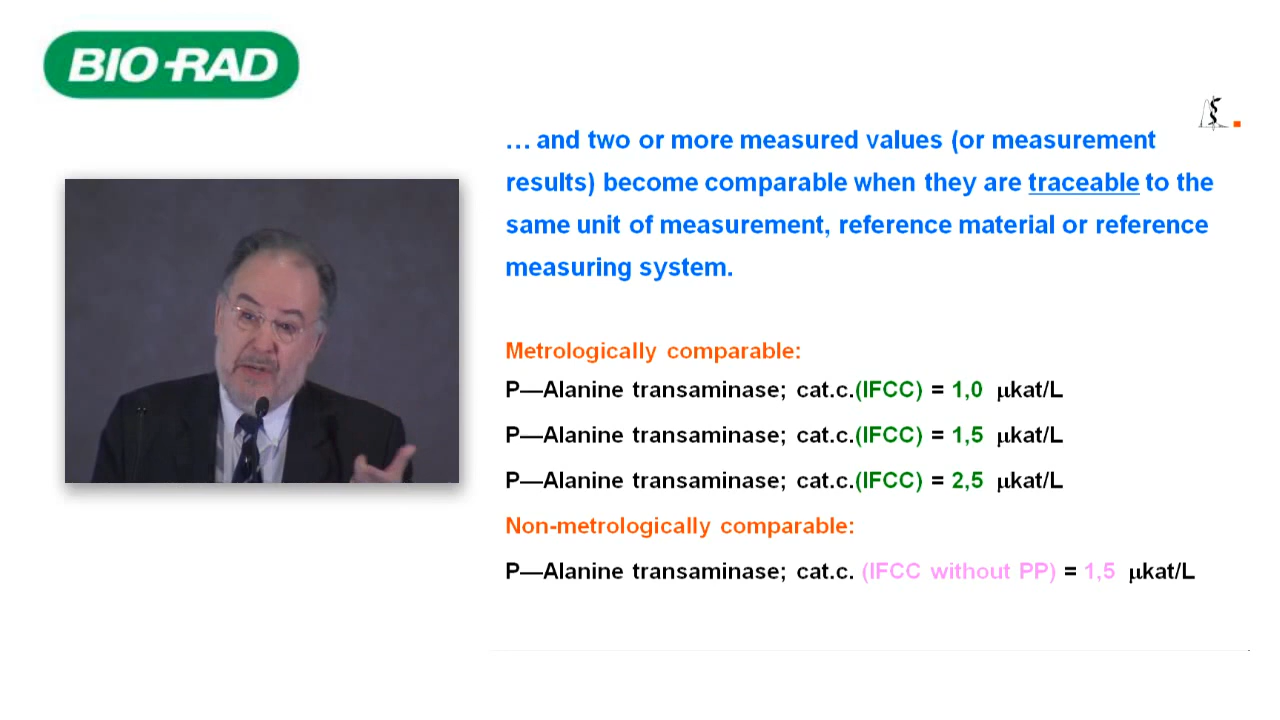 BIO-RAD
... and two or more measured values (or measurement
results) become comparable when they are traceable to the
same unit of measurement, reference material or reference
measuring system.
Metrologically comparable:
P—Alanine transaminase; cat.c.(IFCC) = 1,0 μkat/L
P—Alanine transaminase; cat.c.(IFCC) = 1,5 μkat/L
P—Alanine transaminase; cat.c.(IFCC) = 2,5 μkat/L
Non-metrologically comparable:
P—Alanine transaminase; cat.c. (IFCC without PP) = 1,5 μkat/L